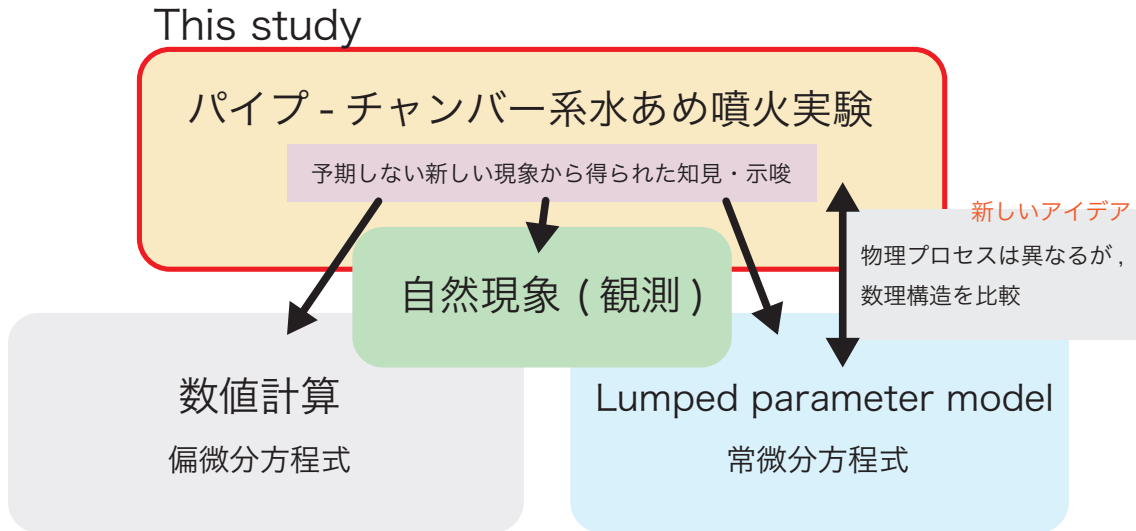 This study
パイプ - チャンバー系水あめ噴火実験
予期しない新しい現象から得られた知見・示唆
新しいアイデア
物理プロセスは異なるが ,
数理構造を比較
自然現象 ( 観測 )
数値計算
偏微分方程式
Lumped parameter model
常微分方程式